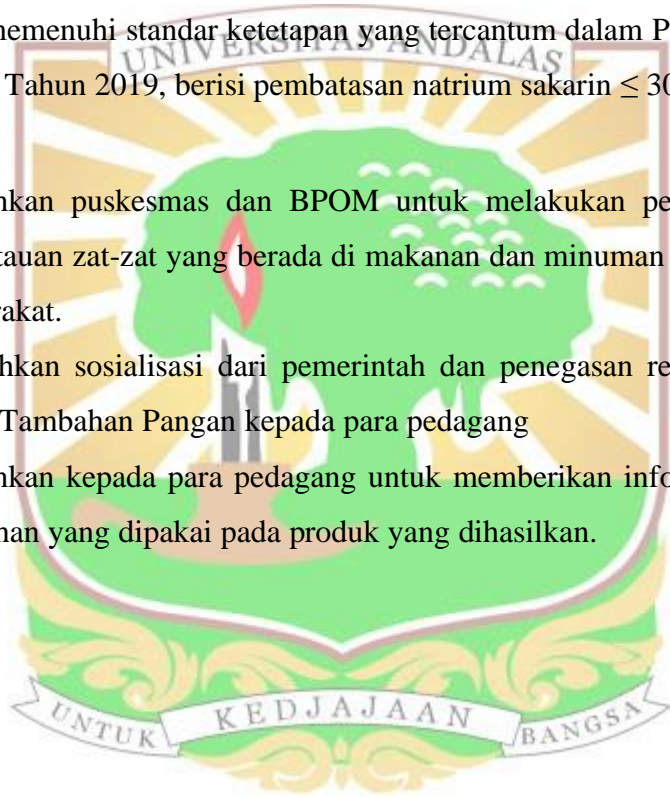 memenuhi standar ketetapan yang tercantum dalam P
UNIVERSITAS ANDALAS
Tahun 2019, berisi pembatasan natrium sakarin ≤ 30
nkan puskesmas dan BPOM untuk melakukan pe
tauan zat-zat yang berada di makanan dan minuman
rakat.
hkan sosialisasi dari pemerintah dan penegasan re
Tambahan Pangan kepada para pedagang
nkan kepada para pedagang untuk memberikan info
han yang dipakai pada produk yang dihasilkan.
UNTUK KEDJAJAAN BANGSA